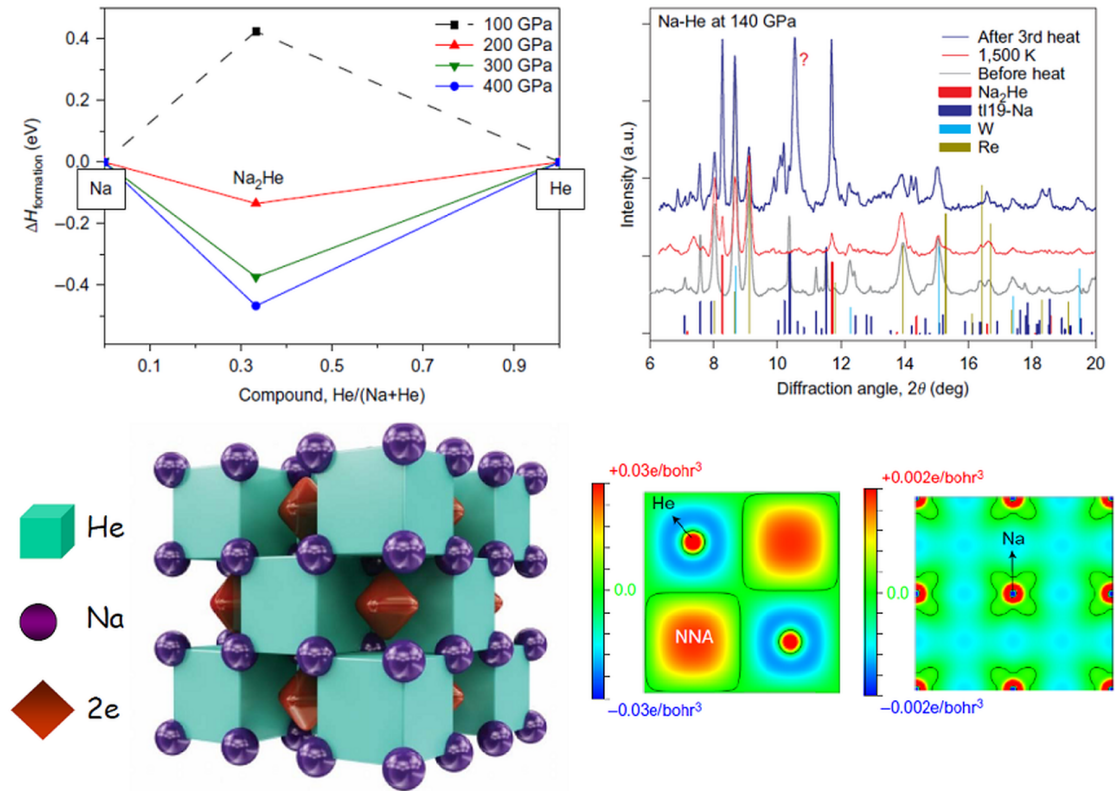 0.4
0.2
0.0
−0.2
−0.4
ΔHformation (eV)
100 GPa
200 GPa
300 GPa
400 GPa
Na
Na₂He
He
0.1
0.3
0.5
0.7
0.9
Compound, He/(Na+He)
Na-He at 140 GPa
After 3rd heat
1,500 K
Before heat
Na₂He
tI19-Na
W
Re
?
Intensity (a.u.)
6
8
10
12
14
16
18
20
Diffraction angle, 2θ (deg)
He
Na
2e
+0.03e/bohr³
0.0
−0.03e/bohr³
He
NNA
+0.002e/bohr³
0.0
−0.002e/bohr³
Na